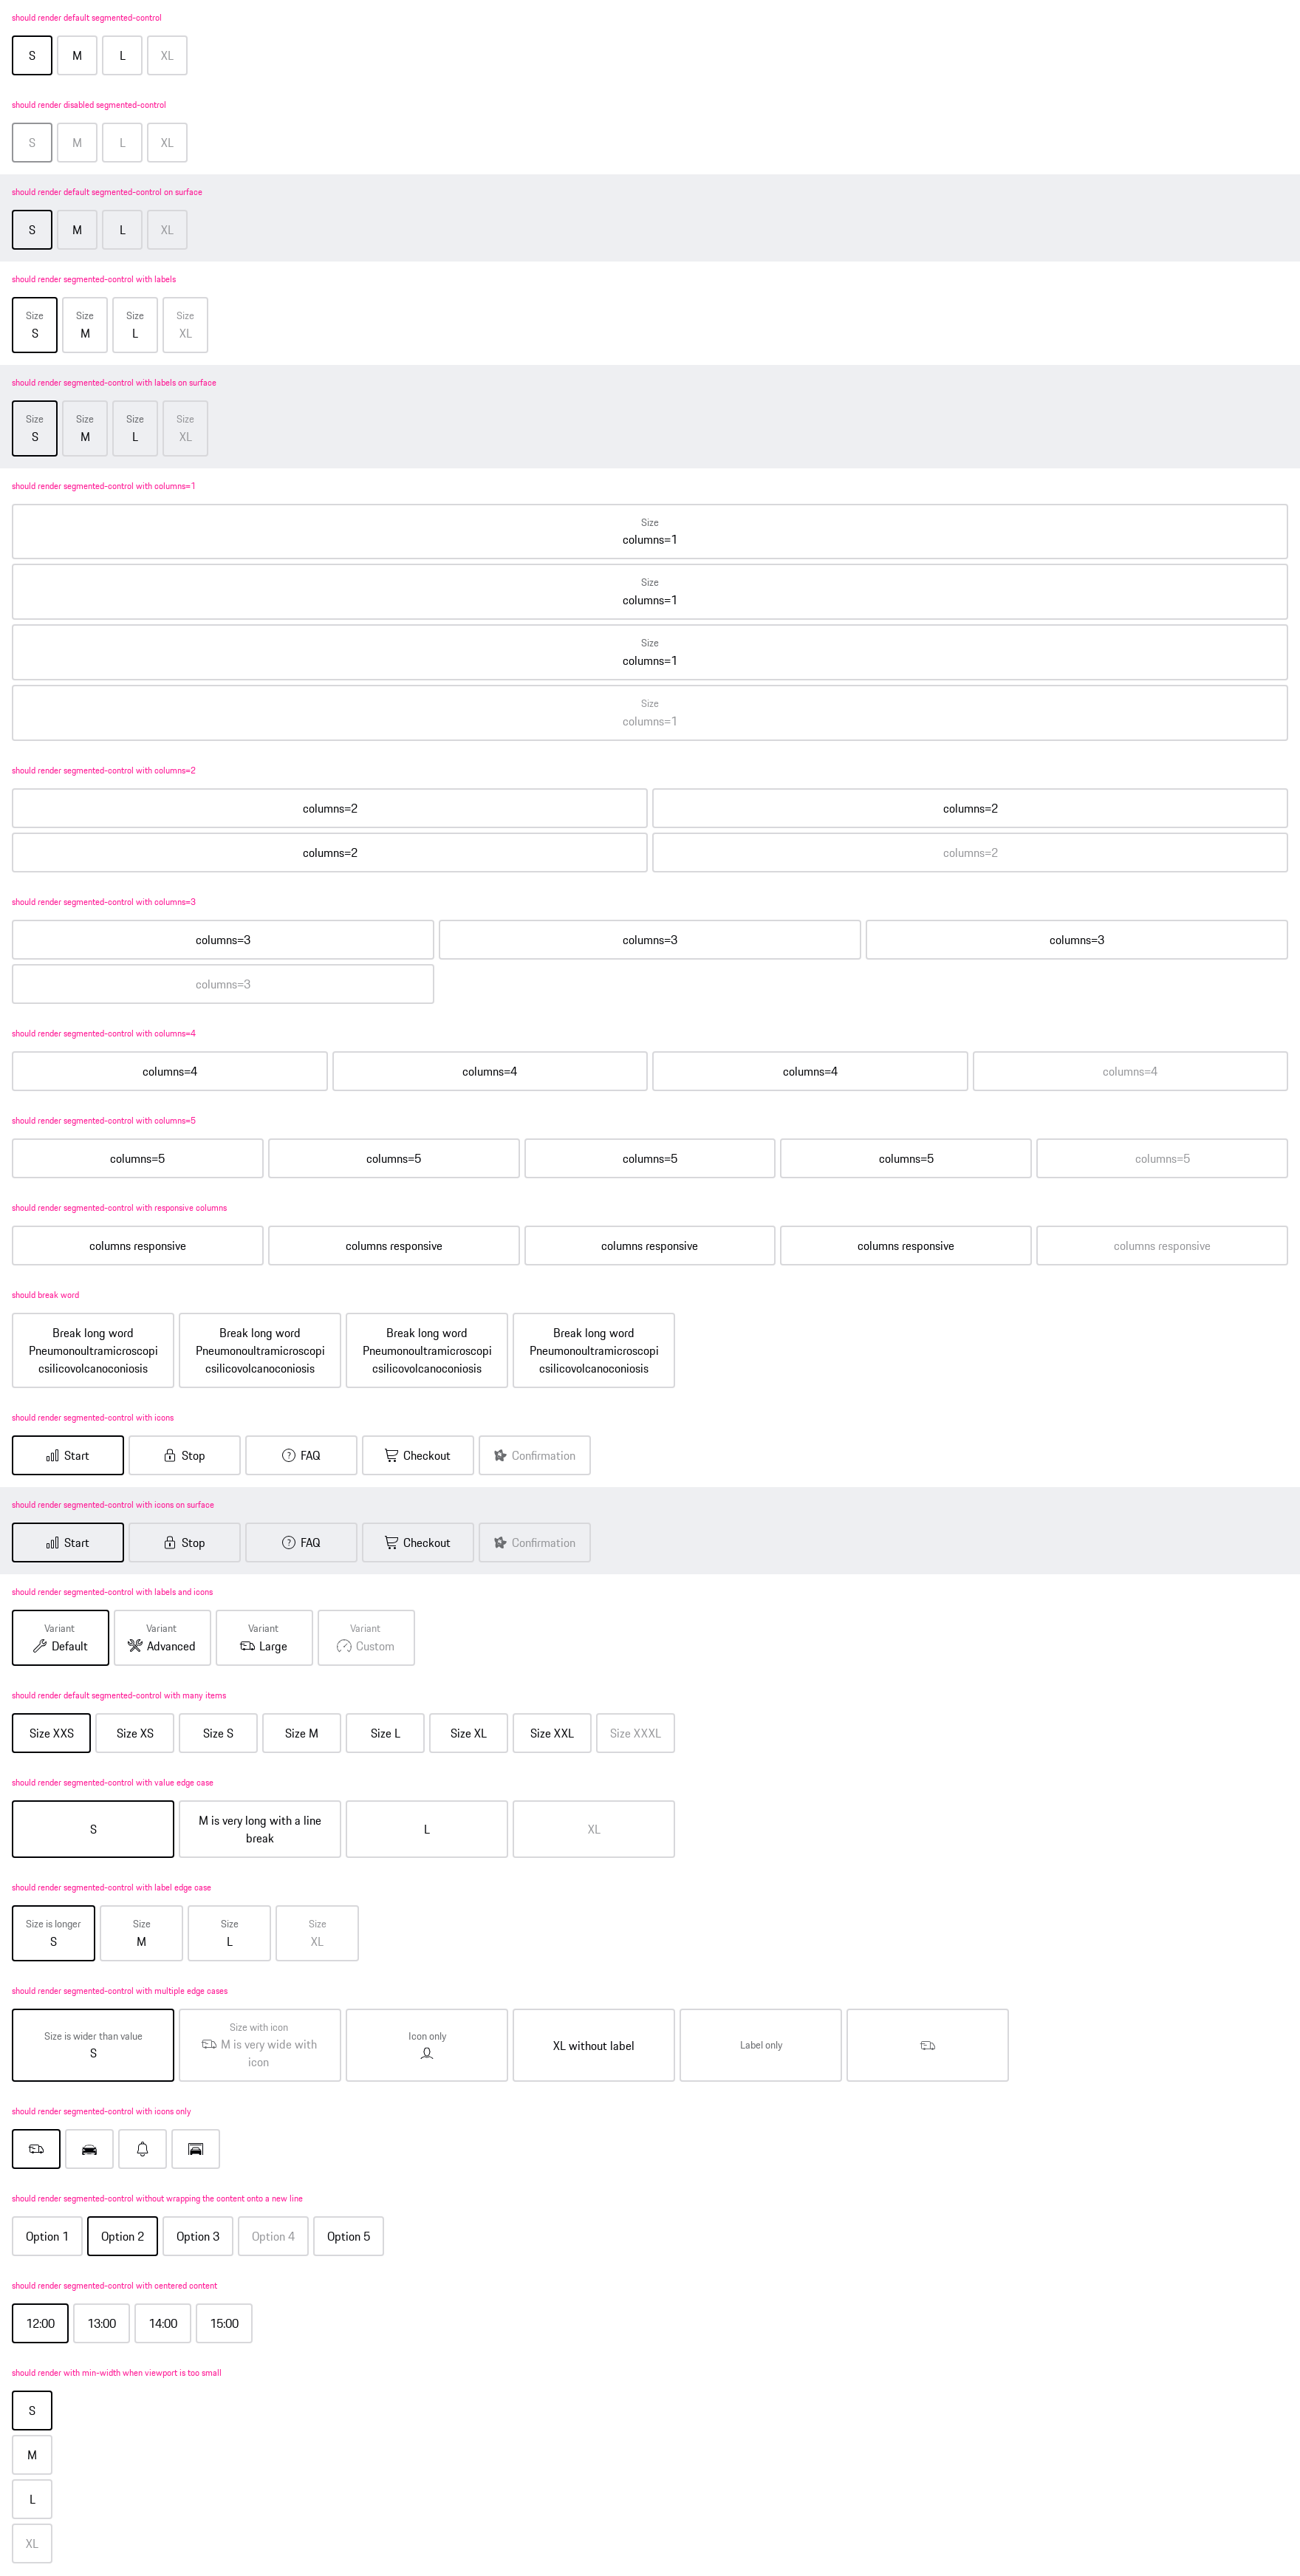 should render default segmented-control
S M L XL
should render disabled segmented-control
S M L XL
should render default segmented-control on surface
S M L XL
should render segmented-control with labels
Size Size Size Size
S M L XL
should render segmented-control with labels on surface
Size Size Size Size
S M L XL
should render segmented-control with columns=1
Size
columns=1
Size
columns=1
Size
columns=1
Size
columns=1
should render segmented-control with columns=2
columns=2 columns=2
columns=2 columns=2
should render segmented-control with columns=3
columns=3 columns=3 columns=3
columns=3
should render segmented-control with columns=4
columns=4 columns=4 columns=4 columns=4
should render segmented-control with columns=5
columns=5 columns=5 columns=5 columns=5 columns=5
should render segmented-control with responsive columns
columns responsive columns responsive columns responsive columns responsive columns responsive
should break word
Break long word Break long word Break long word Break long word
Pneumonoultramicroscopi Pneumonoultramicroscopi Pneumonoultramicroscopi Pneumonoultramicroscopi
csilicovolcanoconiosis csilicovolcanoconiosis csilicovolcanoconiosis csilicovolcanoconiosis
should render segmented-control with icons
Start Stop FAQ Checkout Confirmation
should render segmented-control with icons on surface
Start Stop FAQ Checkout Confirmation
should render segmented-control with labels and icons
Variant Variant Variant Variant
Default Advanced Large Custom
should render default segmented-control with many items
Size XXS Size XS Size S Size M Size L Size XL Size XXL Size XXXL
should render segmented-control with value edge case
S M is very long with a line L XL
break
should render segmented-control with label edge case
Size is longer Size Size Size
S M L XL
should render segmented-control with multiple edge cases
Size is wider than value Size with icon Icon only XL without label Label only
S M is very wide with
icon
should render segmented-control with icons only
should render segmented-control without wrapping the content onto a new line
Option 1 Option 2 Option 3 Option 4 Option 5
should render segmented-control with centered content
12:00 13:00 14:00 15:00
should render with min-width when viewport is too small
S
M
L
XL